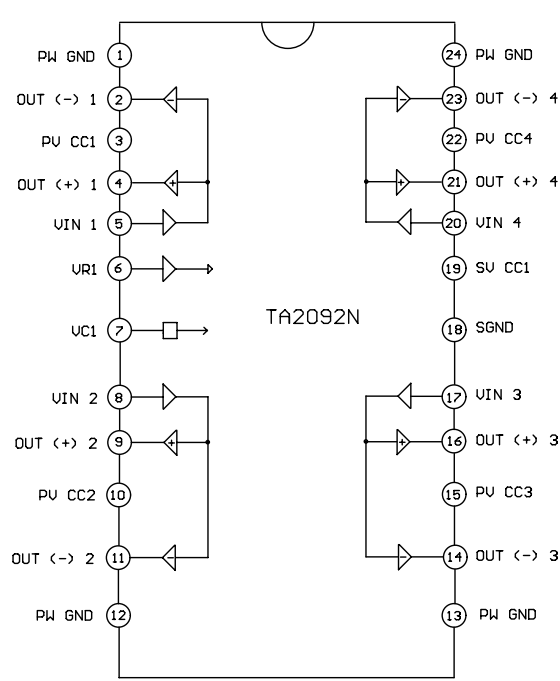 PW GND 1 24 PW GND
OUT (-) 1 2 - - 23 OUT (-) 4
PV CC1 3 22 PV CC4
OUT (+) 1 4 + + 21 OUT (+) 4
VIN 1 5 20 VIN 4
VR1 6 19 SV CC1
TA2092N
VC1 7 18 SGND
VIN 2 8 17 VIN 3
OUT (+) 2 9 + + 16 OUT (+) 3
PV CC2 10 15 PV CC3
OUT (-) 2 11 - - 14 OUT (-) 3
PW GND 12 13 PW GND